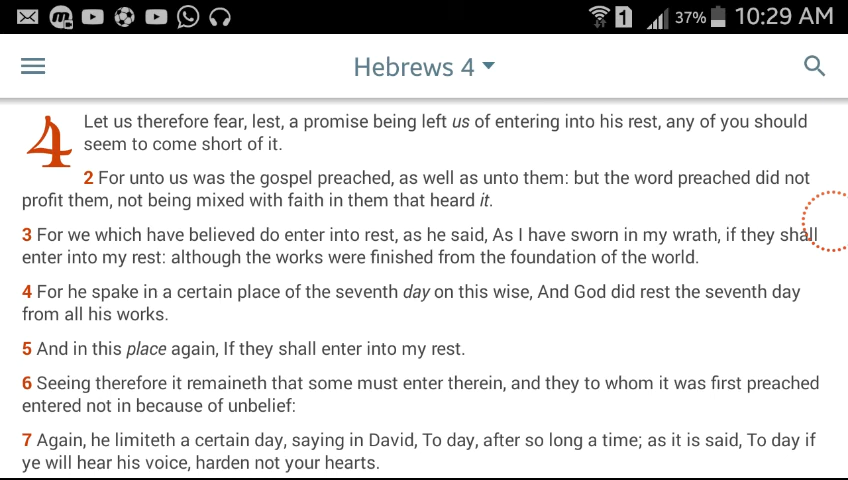 1 37% 10:29 AM
Hebrews 4
4 Let us therefore fear, lest, a promise being left us of entering into his rest, any of you should
seem to come short of it.
2 For unto us was the gospel preached, as well as unto them: but the word preached did not
profit them, not being mixed with faith in them that heard it.
3 For we which have believed do enter into rest, as he said, As I have sworn in my wrath, if they shall
enter into my rest: although the works were finished from the foundation of the world.
4 For he spake in a certain place of the seventh day on this wise, And God did rest the seventh day
from all his works.
5 And in this place again, If they shall enter into my rest.
6 Seeing therefore it remaineth that some must enter therein, and they to whom it was first preached
entered not in because of unbelief:
7 Again, he limiteth a certain day, saying in David, To day, after so long a time; as it is said, To day if
ye will hear his voice, harden not your hearts.